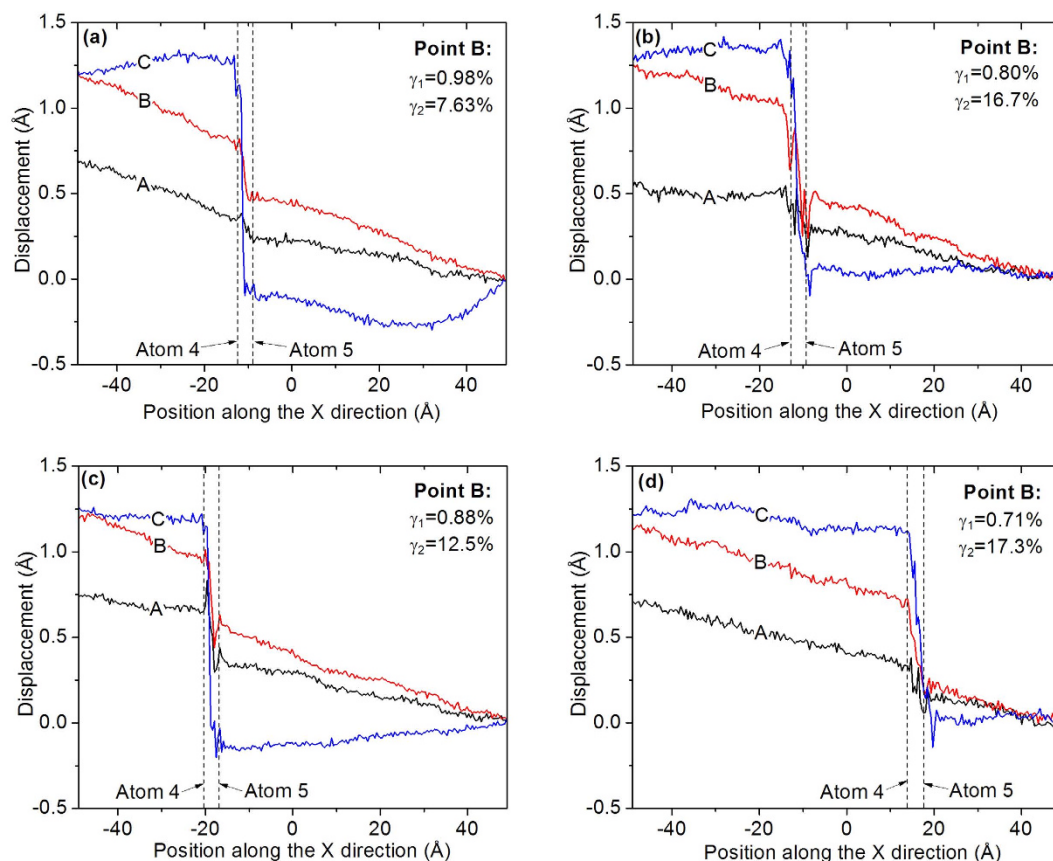 (a)
Point B:
γ₁=0.98%
γ₂=7.63%
C
B
A
Atom 4
Atom 5
1.5
1.0
0.5
0.0
-0.5
Displaccement (Å)
-40 -20 0 20 40
Position along the X direction (Å)
(b)
Point B:
γ₁=0.80%
γ₂=16.7%
C
B
A
Atom 4
Atom 5
1.5
1.0
0.5
0.0
-0.5
Displaccement (Å)
-40 -20 0 20 40
Position along the X direction (Å)
(c)
Point B:
γ₁=0.88%
γ₂=12.5%
C
B
A
Atom 4
Atom 5
1.5
1.0
0.5
0.0
-0.5
Displaccement (Å)
-40 -20 0 20 40
Position along the X direction (Å)
(d)
Point B:
γ₁=0.71%
γ₂=17.3%
C
B
A
Atom 4
Atom 5
1.5
1.0
0.5
0.0
-0.5
Displaccement (Å)
-40 -20 0 20 40
Position along the X direction (Å)